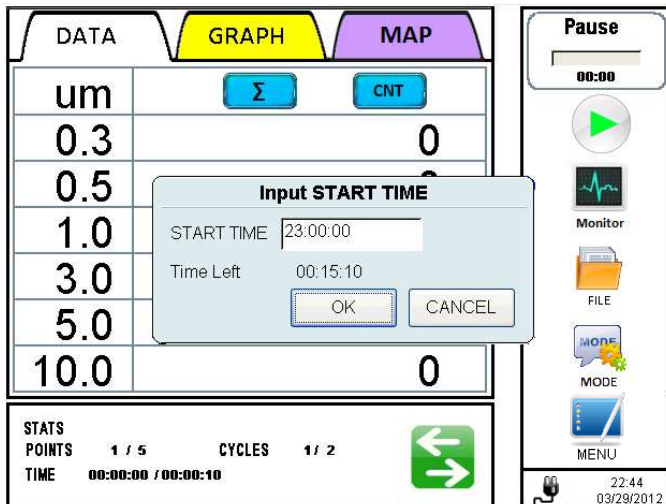 DATA GRAPH MAP
um Σ CNT
0.3 0
0.5
1.0
3.0
5.0
10.0 0
Input START TIME
START TIME 23:00:00
Time Left 00:15:10
OK CANCEL
STATS
POINTS 1 / 5 CYCLES 1/ 2
TIME 00:00:00 / 00:00:10
Pause
00:00
Monitor
FILE
MODE
MODE
MENU
22:44
03/29/2012